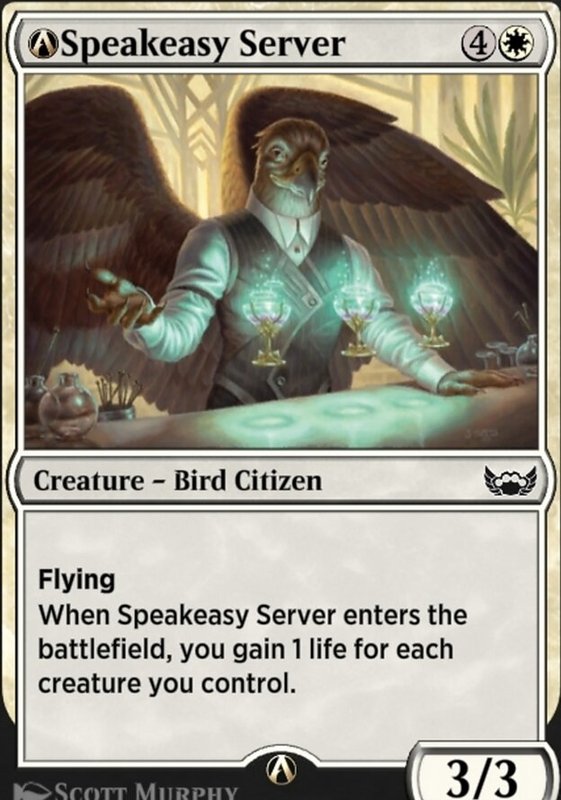 Speakeasy Server 4
Creature – Bird Citizen
Flying
When Speakeasy Server enters the
battlefield, you gain 1 life for each
creature you control.
3/3
SCOTT MURPHY